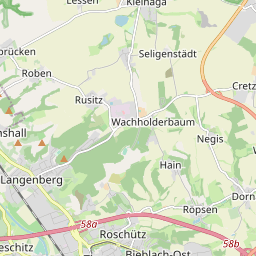 Lessen
Kleinaga
brücken
Seligenstädt
Roben
Cretz
Rusitz
Wachholderbaum
nshall
Negis
Hain
Langenberg
Dorn
Röpsen
58a
Roschütz
eschitz
Bieblach-Ost
58b